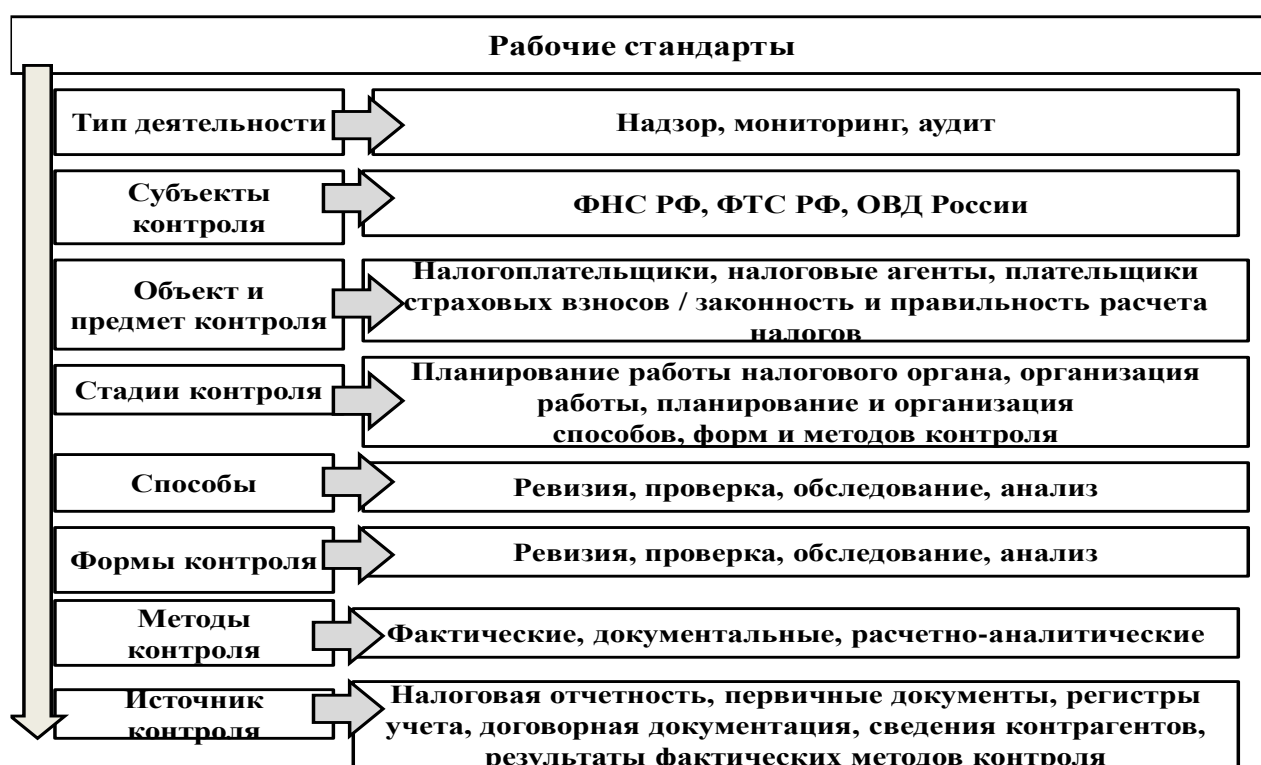 Рабочие стандарты
Тип деятельности
Надзор, мониторинг, аудит
Субъекты
контроля
ФНС РФ, ФТС РФ, ОВД России
Объект и
предмет контроля
Налогоплательщики, налоговые агенты, плательщики
страховых взносов / законность и правильность расчета
налогов
Стадии контроля
Планирование работы налогового органа, организация
работы, планирование и организация
способов, форм и методов контроля
Способы
Ревизия, проверка, обследование, анализ
Формы контроля
Ревизия, проверка, обследование, анализ
Методы
контроля
Фактические, документальные, расчетно-аналитические
Источник
контроля
Налоговая отчетность, первичные документы, регистры
учета, договорная документация, сведения контрагентов,
результаты фактических методов контроля